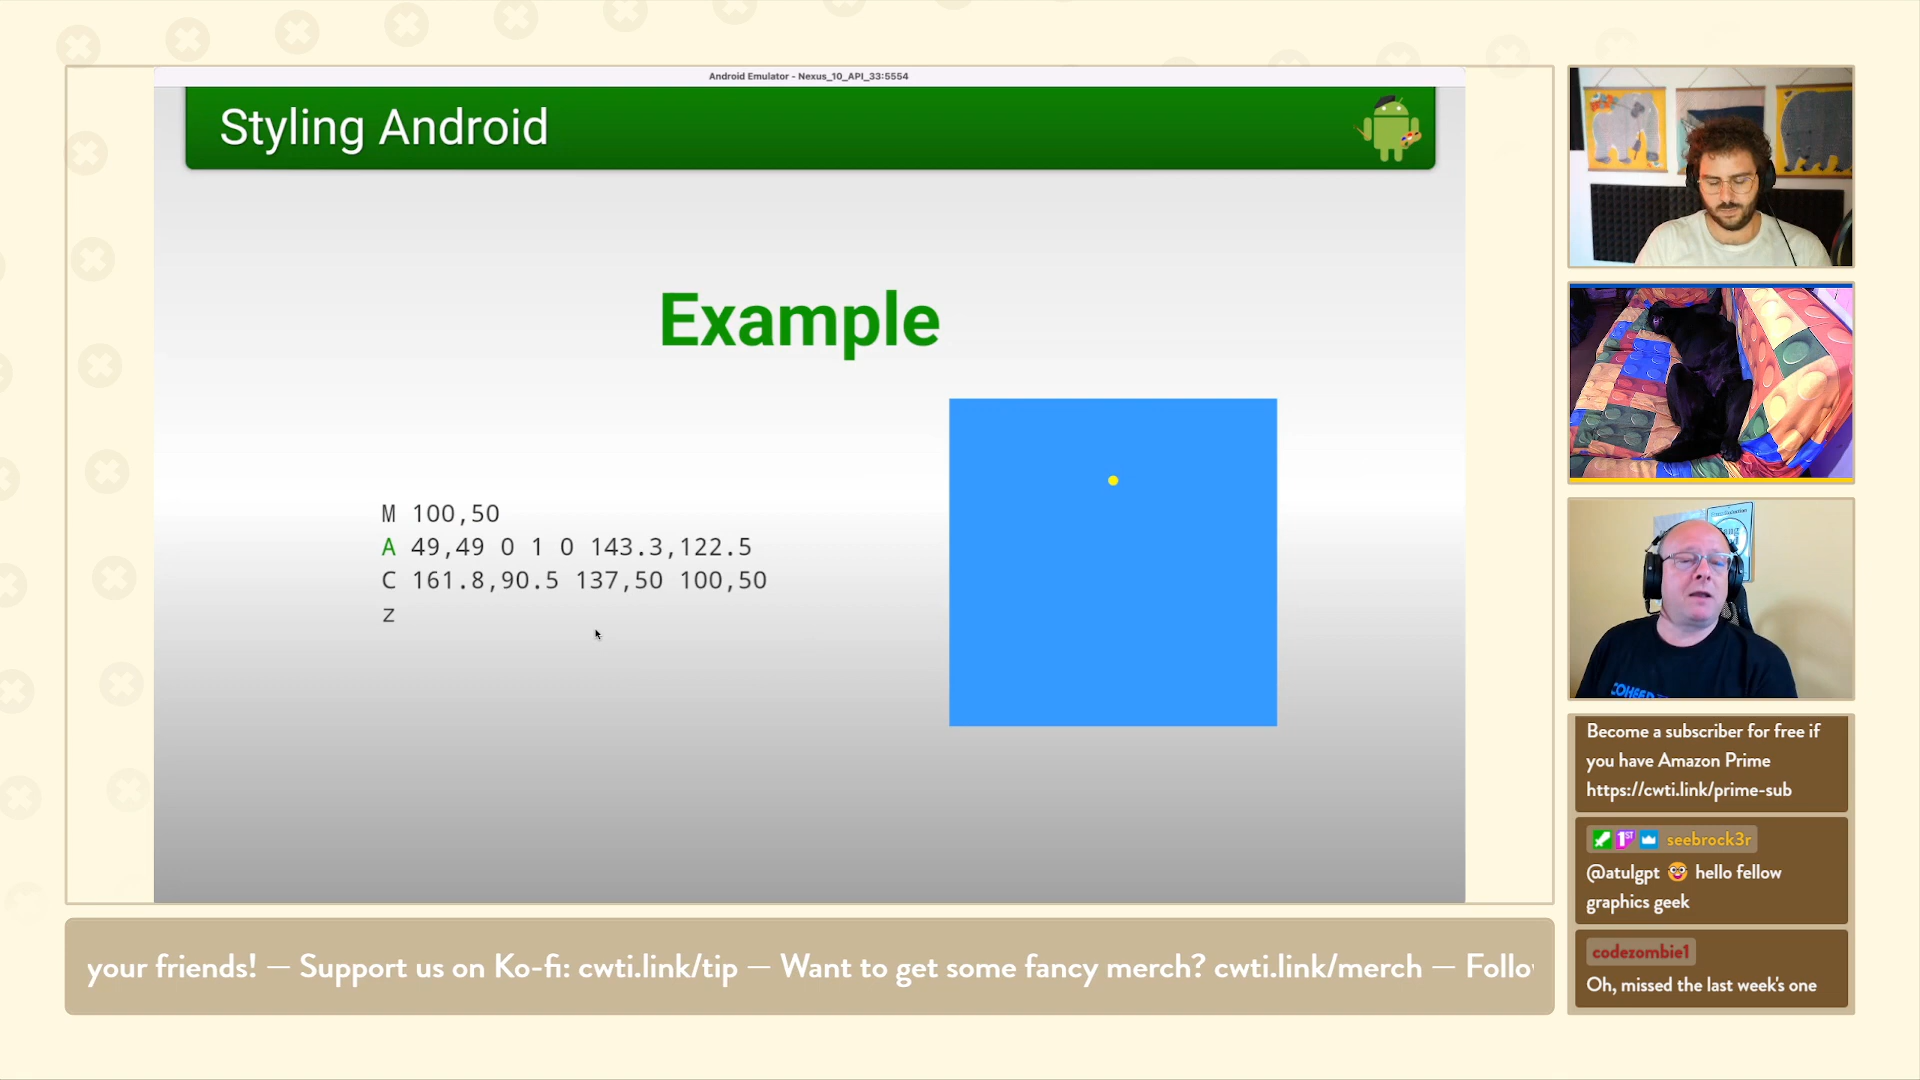 Android Emulator - Nexus_10_API_33:5554
Styling Android
Example
M 100,50
A 49,49 0 1 0 143.3,122.5
C 161.8,90.5 137,50 100,50
z
your friends! — Support us on Ko-fi: cwti.link/tip — Want to get some fancy merch? cwti.link/merch — Follo
Become a subscriber for free if
you have Amazon Prime
https://cwti.link/prime-sub
1ST seebrock3r
@atulgpt 🤓 hello fellow
graphics geek
codezombie1
Oh, missed the last week's one